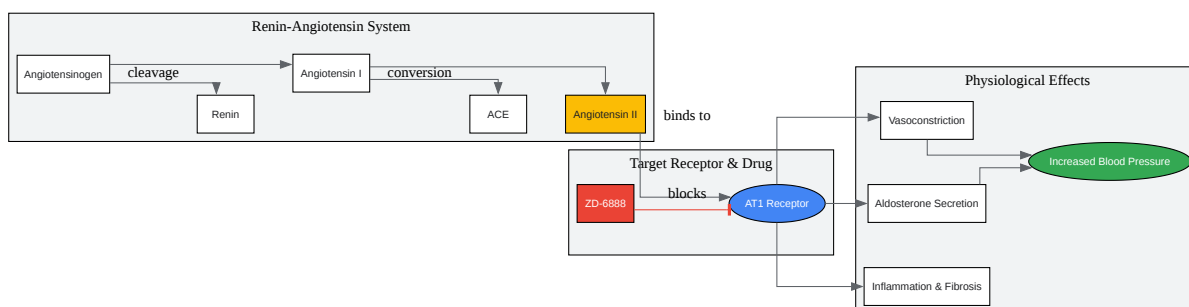 Renin-Angiotensin System
Angiotensinogen
cleavage
Angiotensin I
conversion
Renin
ACE
Angiotensin II
binds to
Target Receptor & Drug
ZD-6888
blocks
AT1 Receptor
Physiological Effects
Vasoconstriction
Increased Blood Pressure
Aldosterone Secretion
Inflammation & Fibrosis